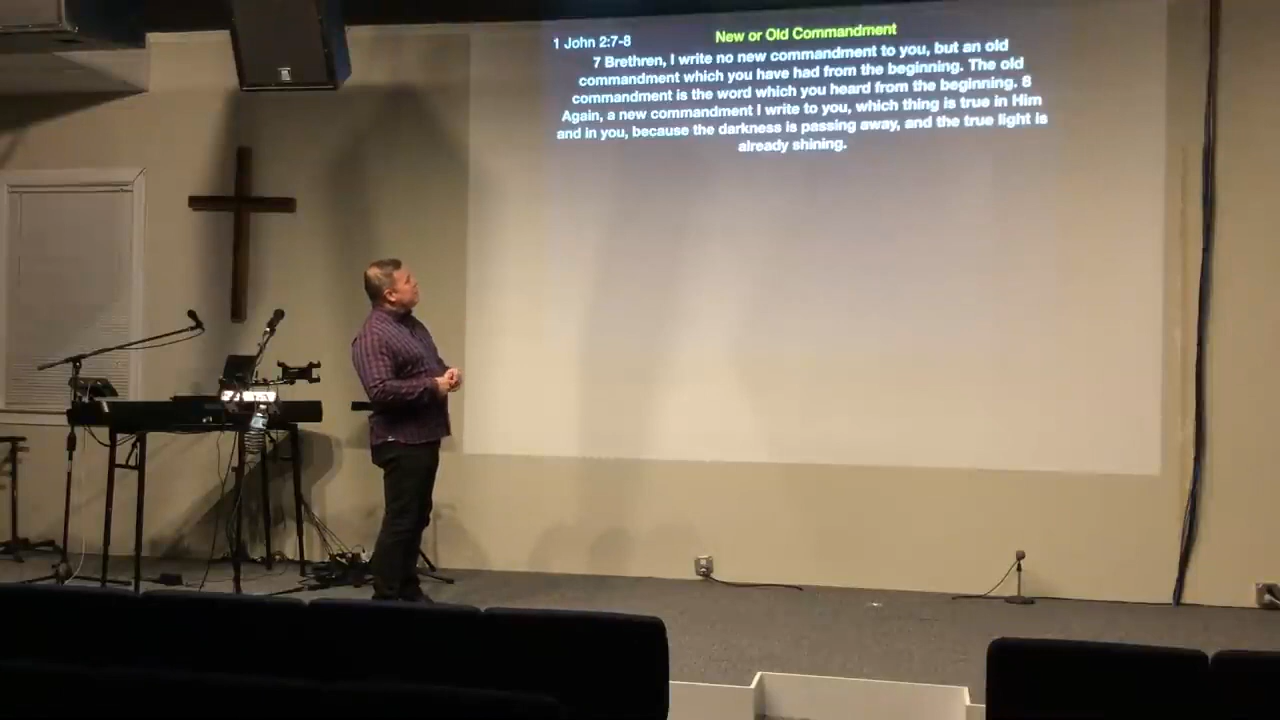 1 John 2:7-8
New or Old Commandment
7 Brethren, I write no new commandment to you, but an old
commandment which you have had from the beginning. The old
commandment is the word which you heard from the beginning. 8
Again, a new commandment I write to you, which thing is true in Him
and in you, because the darkness is passing away, and the true light is
already shining.